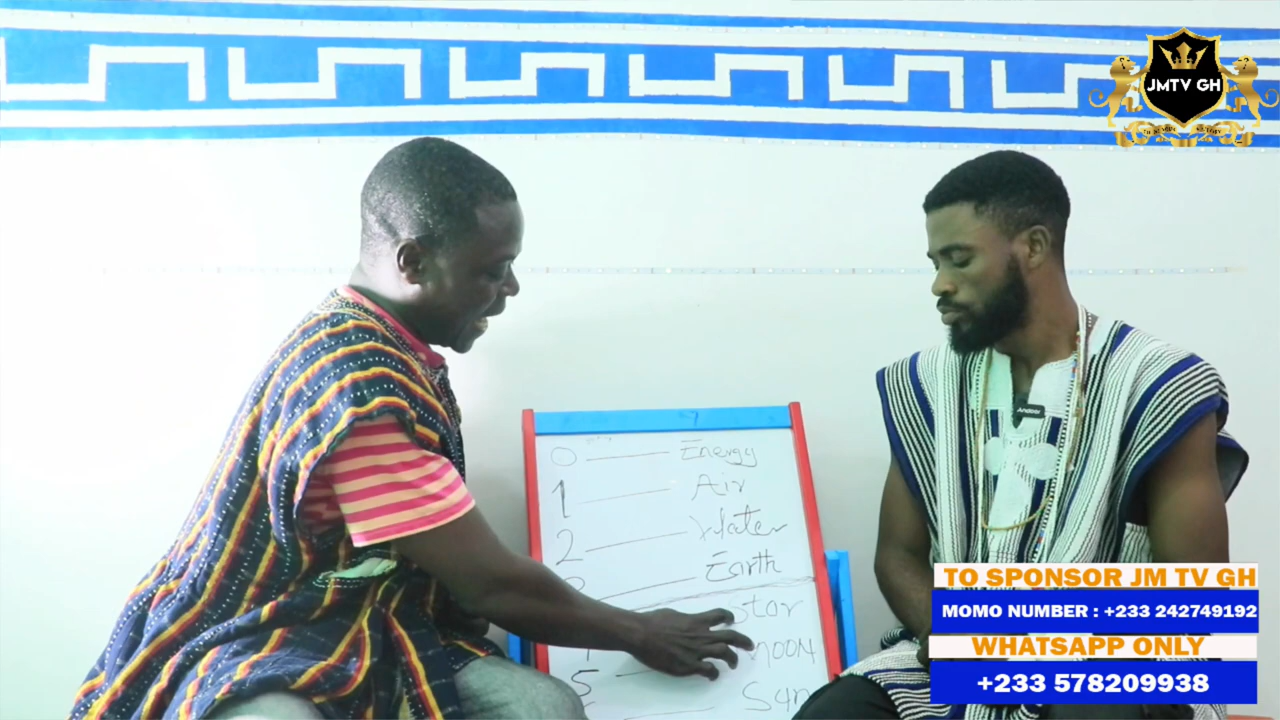 JMTV GH
0 Energy
1 Air
2 Water
3 Earth
Star
MOON
5
Sun
Andoer
TO SPONSOR JM TV GH
MOMO NUMBER : +233 242749192
WHATSAPP ONLY
+233 578209938